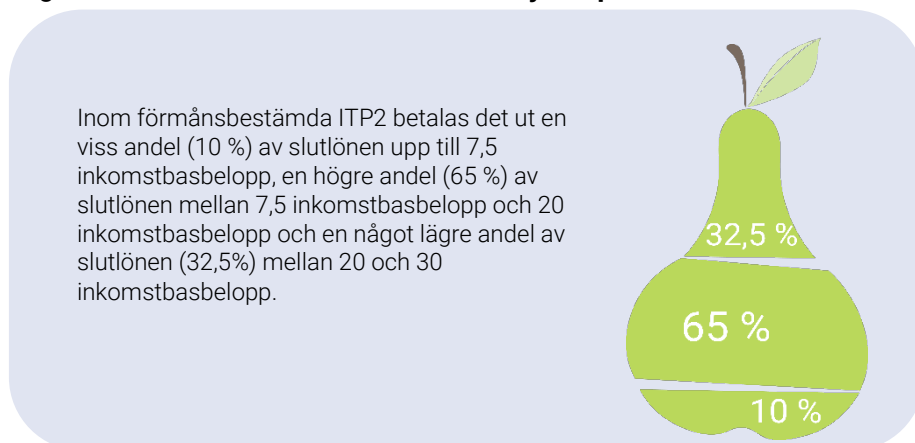 Inom förmånsbestämda ITP2 betalas det ut en
viss andel (10 %) av slutlönen upp till 7,5
inkomstbasbelopp, en högre andel (65 %) av
slutlönen mellan 7,5 inkomstbasbelopp och 20
inkomstbasbelopp och en något lägre andel av
slutlönen (32,5%) mellan 20 och 30
inkomstbasbelopp.
32,5 %
65 %
10 %